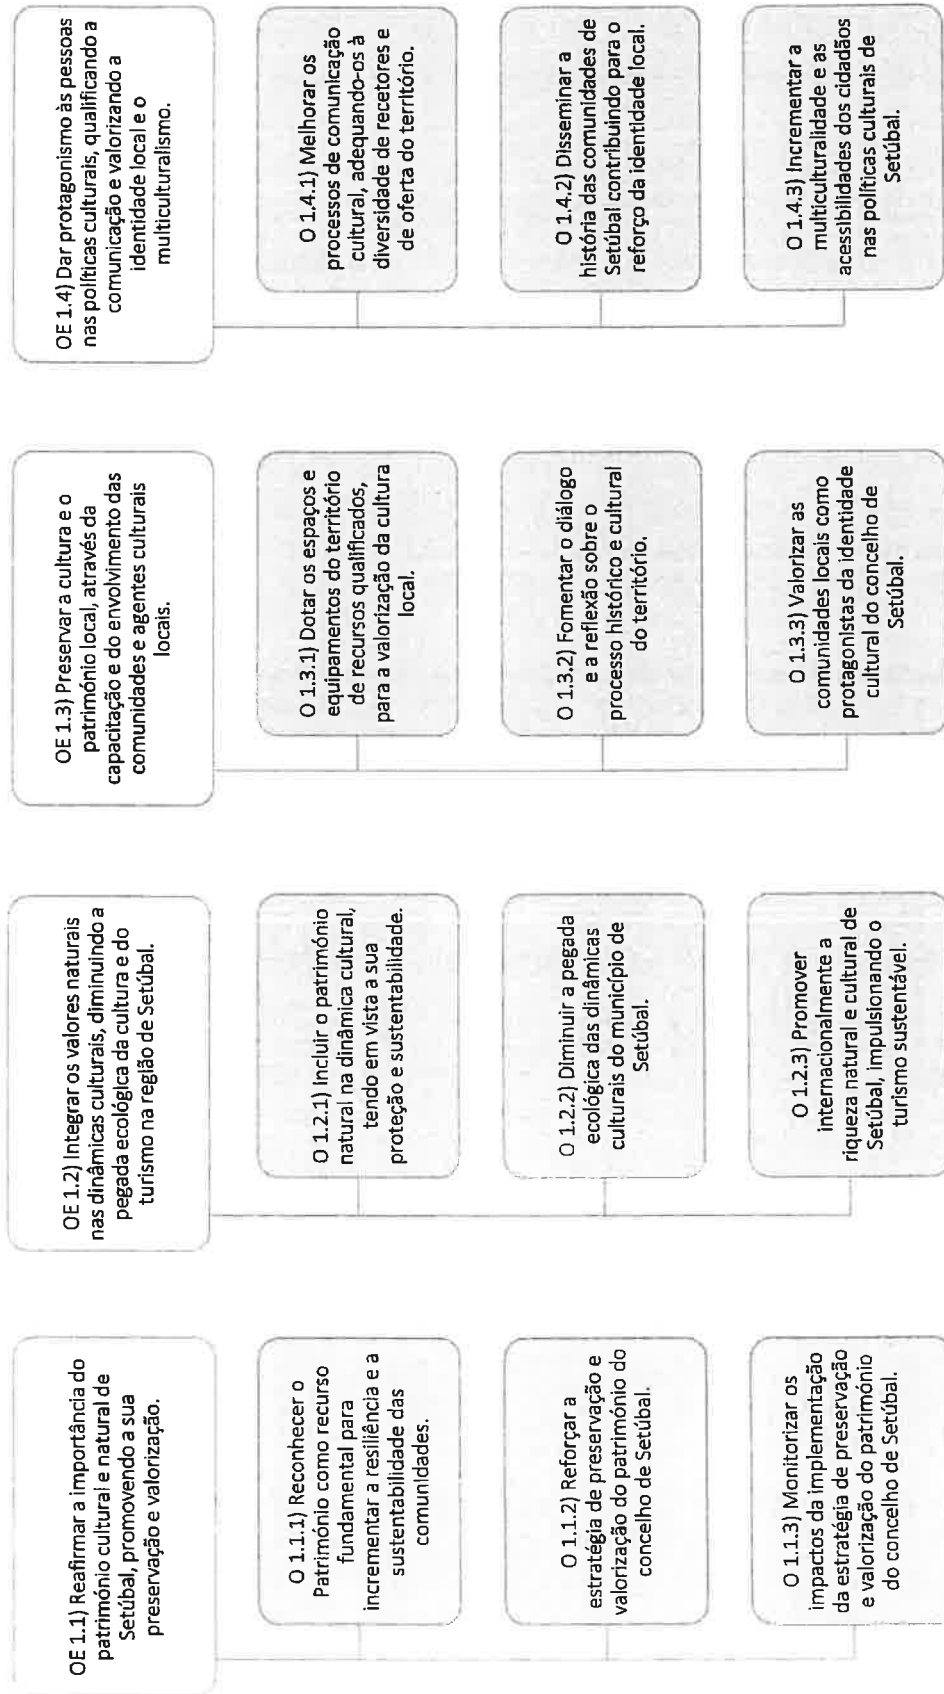 OE 1.1) Reafirmar a importância do
património cultural e natural de
Setúbal, promovendo a sua
preservação e valorização.
O 1.1.1) Reconhecer o
Património como recurso
fundamental para
incrementar a resiliência e a
sustentabilidade das
comunidades.
O 1.1.2) Reforçar a
estratégia de preservação e
valorização do património do
concelho de Setúbal.
O 1.1.3) Monitorizar os
impactos da implementação
da estratégia de preservação
e valorização do património
do concelho de Setúbal.
OE 1.2) Integrar os valores naturais
nas dinâmicas culturais, diminuindo a
pegada ecológica da cultura e do
turismo na região de Setúbal.
O 1.2.1) Incluir o património
natural na dinâmica cultural,
tendo em vista a sua
proteção e sustentabilidade.
O 1.2.2) Diminuir a pegada
ecológica das dinâmicas
culturais do município de
Setúbal.
O 1.2.3) Promover
internacionalmente a
riqueza natural e cultural de
Setúbal, impulsionando o
turismo sustentável.
OE 1.3) Preservar a cultura e o
património local, através da
capacitação e do envolvimento das
comunidades e agentes culturais
locais.
O 1.3.1) Dotar os espaços e
equipamentos do território
de recursos qualificados,
para a valorização da cultura
local.
O 1.3.2) Fomentar o diálogo
e a reflexão sobre o
processo histórico e cultural
do território.
O 1.3.3) Valorizar as
comunidades locais como
protagonistas da identidade
cultural do concelho de
Setúbal.
OE 1.4) Dar protagonismo às pessoas
nas políticas culturais, qualificando a
comunicação e valorizando a
identidade local e o
multiculturalismo.
O 1.4.1) Melhorar os
processos de comunicação
cultural, adequando-os à
diversidade de recetores e
de oferta do território.
O 1.4.2) Disseminar a
história das comunidades de
Setúbal contribuindo para o
reforço da identidade local.
O 1.4.3) Incrementar a
multiculturalidade e as
acessibilidades dos cidadãos
nas políticas culturais de
Setúbal.